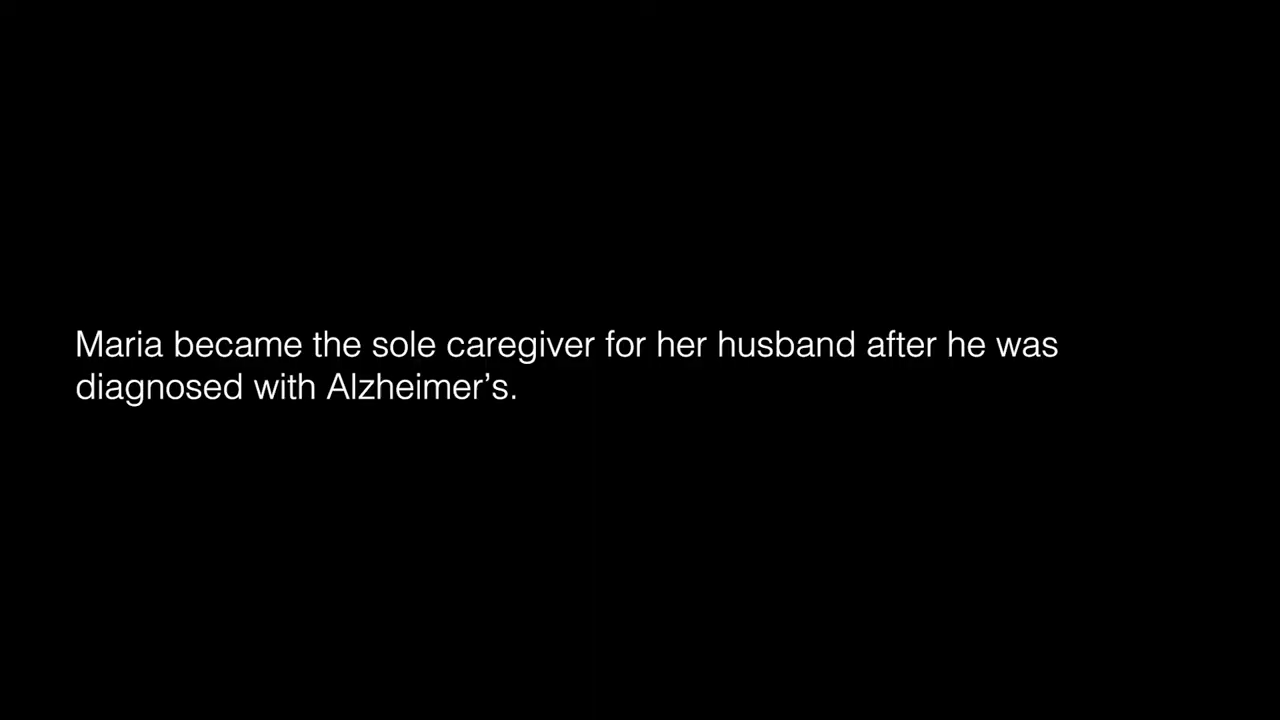 Maria became the sole caregiver for her husband after he was
diagnosed with Alzheimer’s.